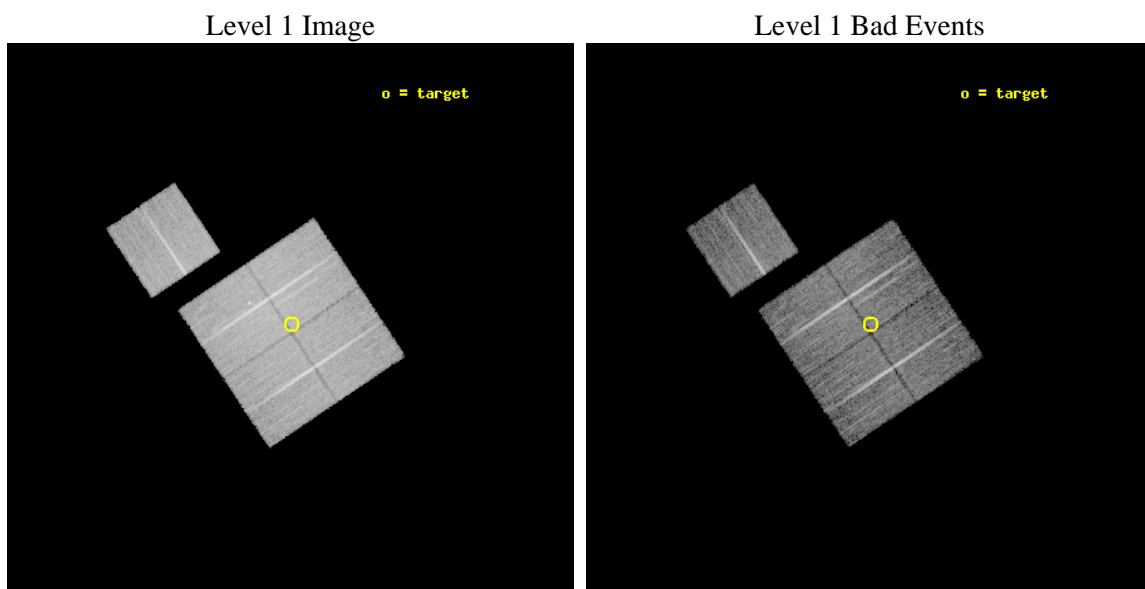 Level 1 Image
Level 1 Bad Events
o = target
o = target